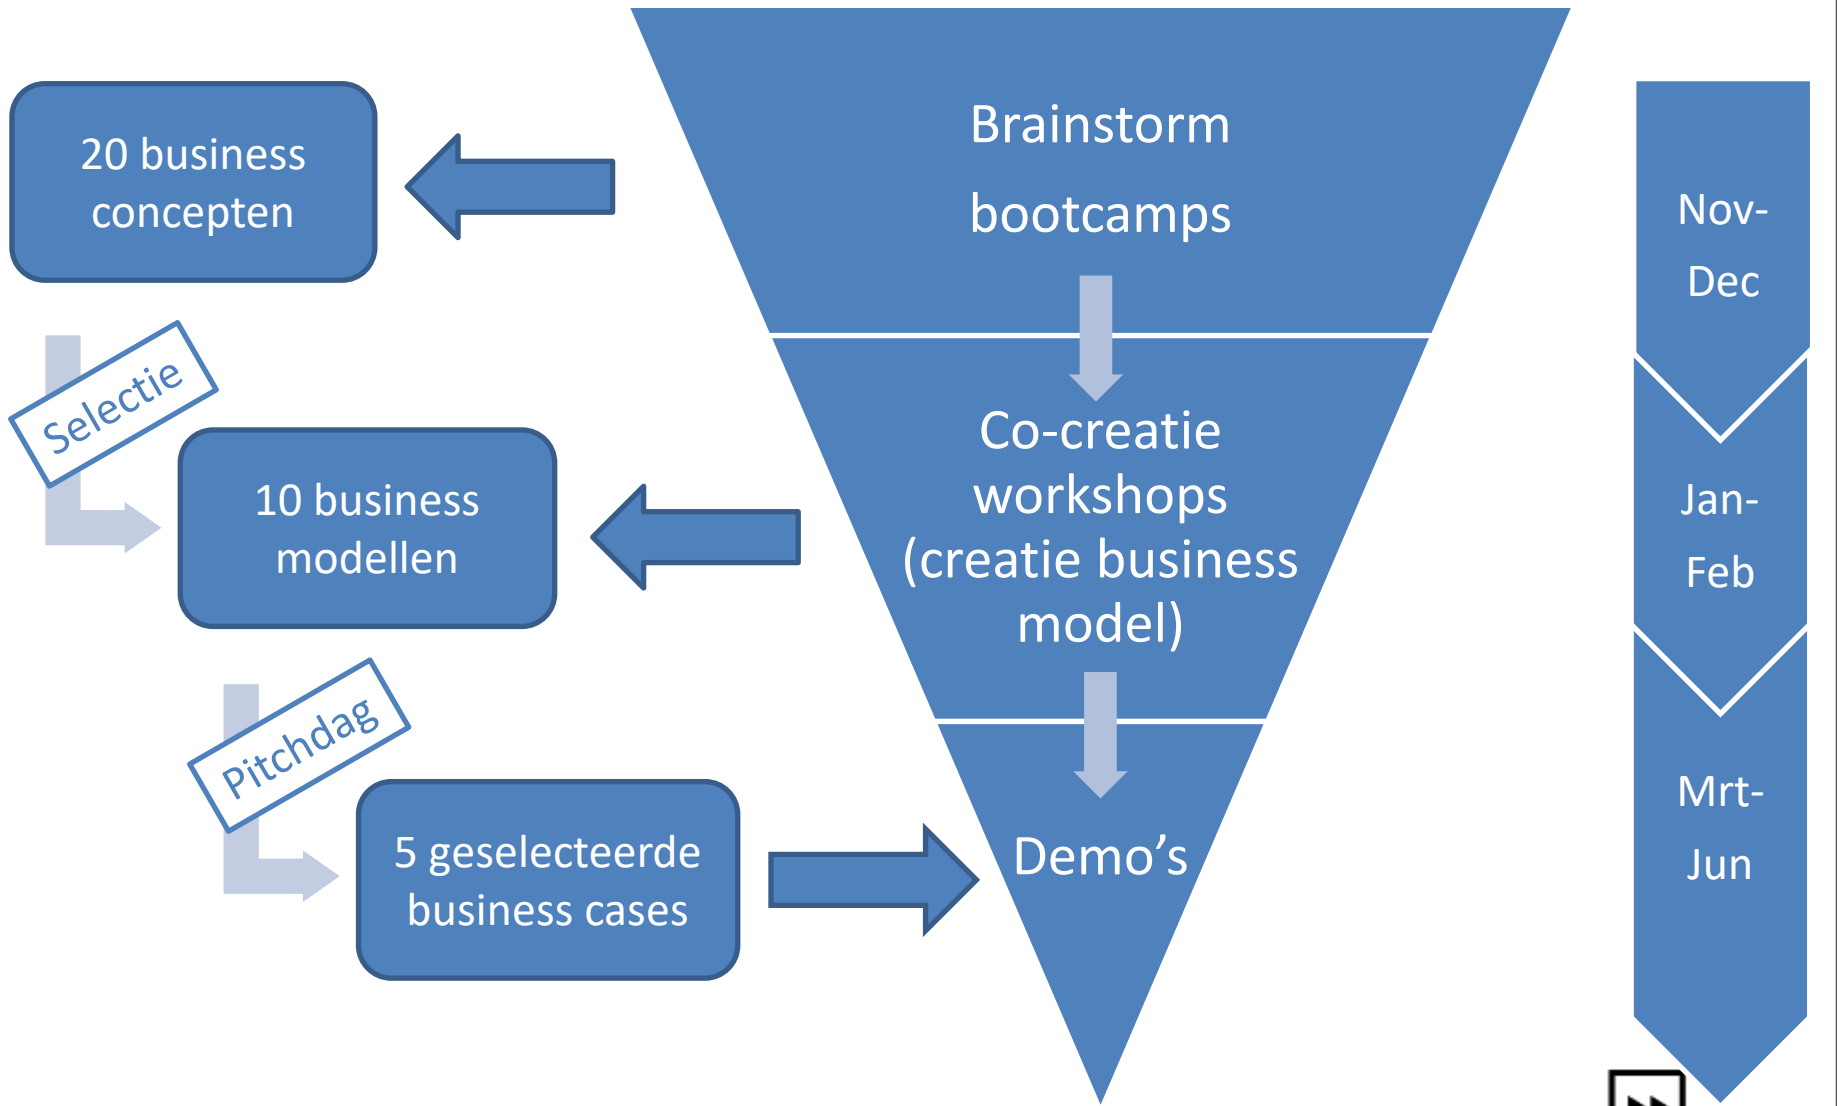 20 business
concepten
Brainstorm
bootcamps
Nov-
Dec
Selectie
10 business
modellen
Co-creatie
workshops
(creatie business
model)
Jan-
Feb
Pitchdag
5 geselecteerde
business cases
Demo’s
Mrt-
Jun